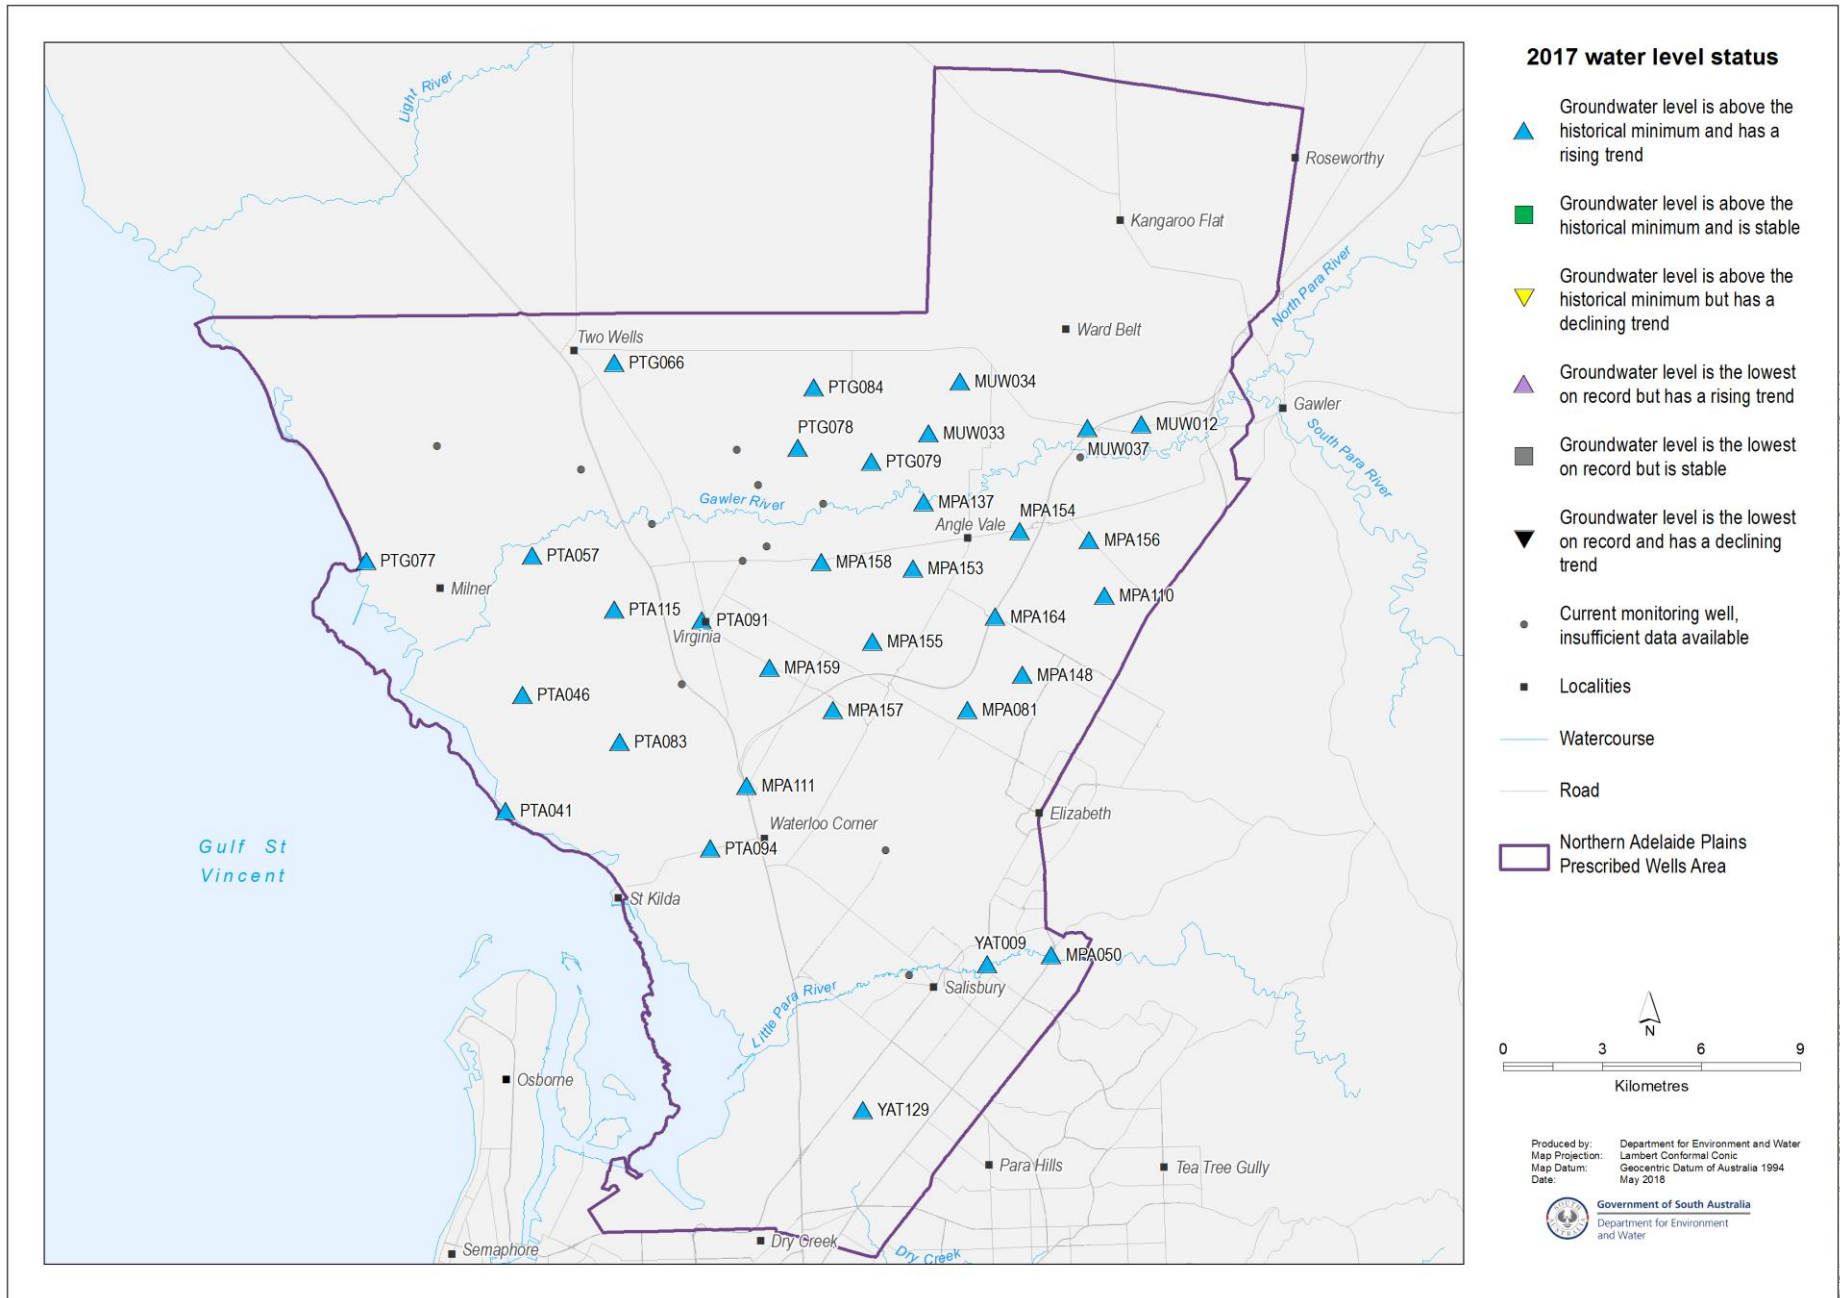 2017 water level status
Groundwater level is above the
historical minimum and has a
rising trend
Groundwater level is above the
historical minimum and is stable
Groundwater level is above the
historical minimum but has a
declining trend
Groundwater level is the lowest
on record but has a rising trend
Groundwater level is the lowest
on record but is stable
Groundwater level is the lowest
on record and has a declining
trend
Current monitoring well,
insufficient data available
Localities
Watercourse
Road
Northern Adelaide Plains
Prescribed Wells Area
N
0 3 6 9
Kilometres
Produced by: Department for Environment and Water
Map Projection: Lambert Conformal Conic
Map Datum: Geocentric Datum of Australia 1994
Date: May 2018
Government of South Australia
Department for Environment
and Water
Light River
Roseworthy
Kangaroo Flat
North Para River
Two Wells
Ward Belt
PTG066
PTG084
MUW034
Gawler
PTG078
MUW033
MUW012
MUW037
South Para River
PTG079
Gawler River
MPA137
MPA154
Angle Vale
MPA156
PTG077
PTA057
MPA158
MPA153
Milner
MPA110
PTA115
PTA091
MPA164
Virginia
MPA155
MPA159
MPA148
PTA046
MPA157
MPA081
PTA083
MPA111
PTA041
Elizabeth
Waterloo Corner
PTA094
Gulf St
Vincent
St Kilda
YAT009
MPA050
Salisbury
Little Para River
Osborne
YAT129
Para Hills
Tea Tree Gully
Dry Creek
Semaphore
Dry Creek